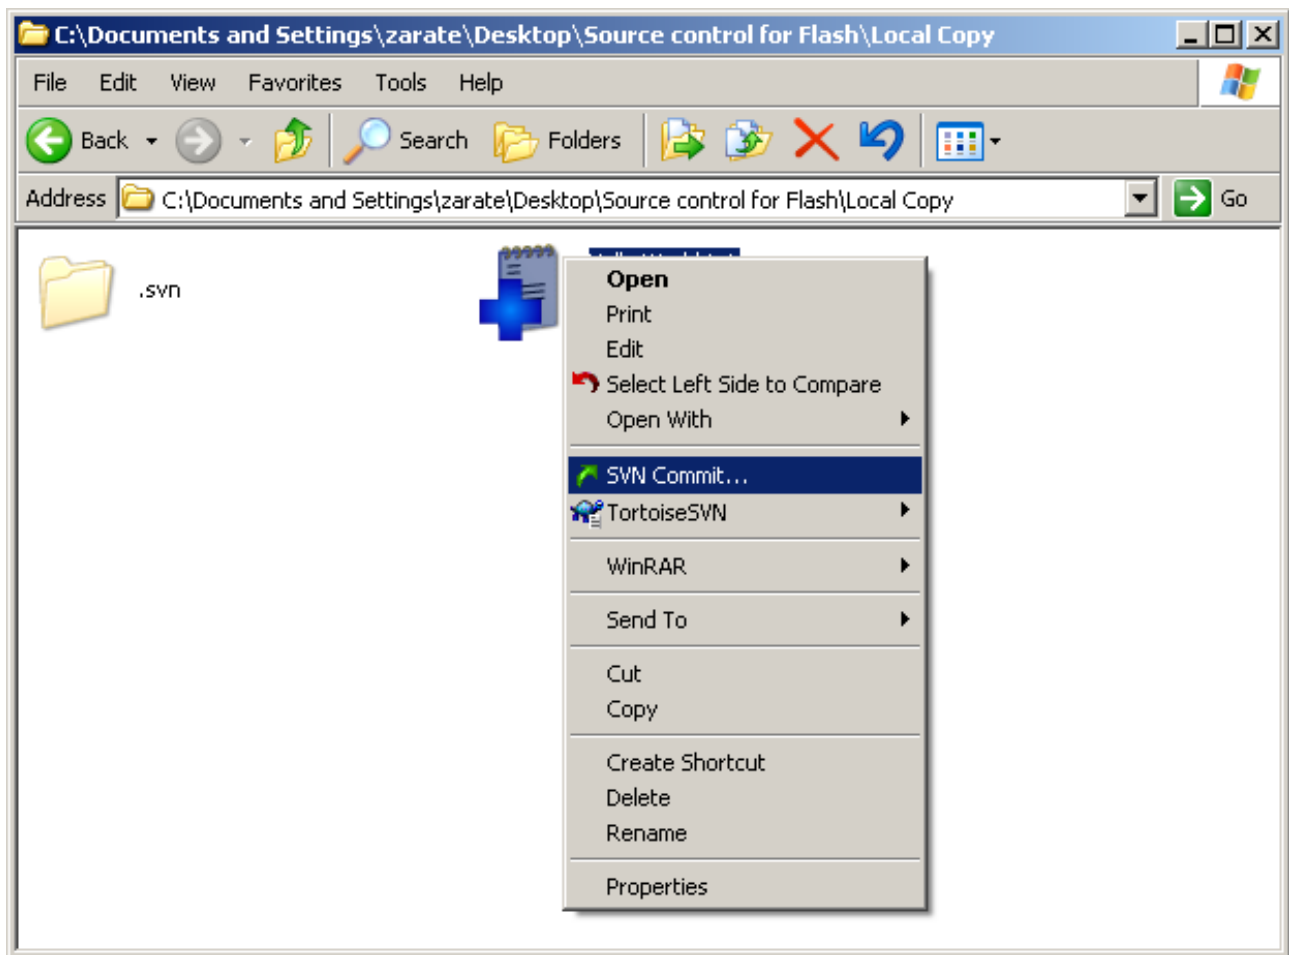 C:\Documents and Settings\zarate\Desktop\Source control for Flash\Local Copy
File Edit View Favorites Tools Help
Back Search Folders
Address C:\Documents and Settings\zarate\Desktop\Source control for Flash\Local Copy Go
.svn
Open
Print
Edit
Select Left Side to Compare
Open With
SVN Commit...
TortoiseSVN
WinRAR
Send To
Cut
Copy
Create Shortcut
Delete
Rename
Properties